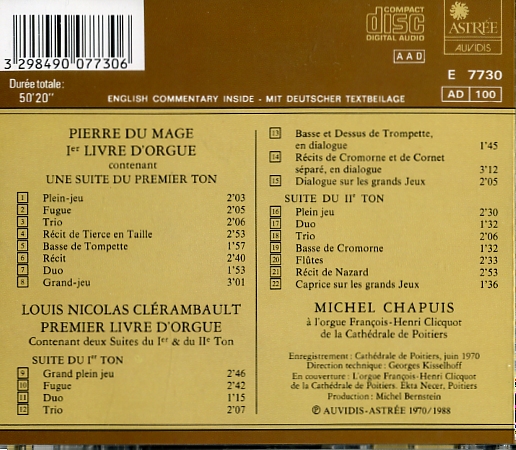 3 298490 077306
COMPACT
disc
DIGITAL AUDIO
AAD
ASTRÉE
AUVIDIS
Durée totale:
50'20"
E 7730
AD 100
ENGLISH COMMENTARY INSIDE - MIT DEUTSCHER TEXTBEILAGE
PIERRE DU MAGE
Ier LIVRE D'ORGUE
contenant
UNE SUITE DU PREMIER TON
1 Plein-jeu 2'03
2 Fugue 2'05
3 Trio 2'06
4 Récit de Tierce en Taille 2'53
5 Basse de Tompette 1'57
6 Récit 2'40
7 Duo 1'53
8 Grand-jeu 3'01
LOUIS NICOLAS CLÉRAMBAULT
PREMIER LIVRE D'ORGUE
Contenant deux Suites du Ier & du IIe Ton
SUITE DU Ier TON
9 Grand plein jeu 2'46
10 Fugue 2'42
11 Duo 1'15
12 Trio 2'07
13 Basse et Dessus de Trompette,
en dialogue 1'45
14 Récits de Cromorne et de Cornet
séparé, en dialogue 3'12
15 Dialogue sur les grands Jeux 2'05
SUITE DU IIe TON
16 Plein jeu 2'30
17 Duo 1'32
18 Trio 2'06
19 Basse de Cromorne 1'32
20 Flûtes 2'33
21 Récit de Nazard 2'53
22 Caprice sur les grands Jeux 1'36
MICHEL CHAPUIS
à l'orgue François-Henri Clicquot
de la Cathédrale de Poitiers
Enregistrement : Cathédrale de Poitiers, juin 1970
Direction technique : Georges Kisselhoff
En couverture : L'orgue François-Henri Clicquot
de la Cathédrale de Poitiers. Ekta Necer, Poitiers
Production : Michel Bernstein
℗ AUVIDIS-ASTRÉE 1970/1988